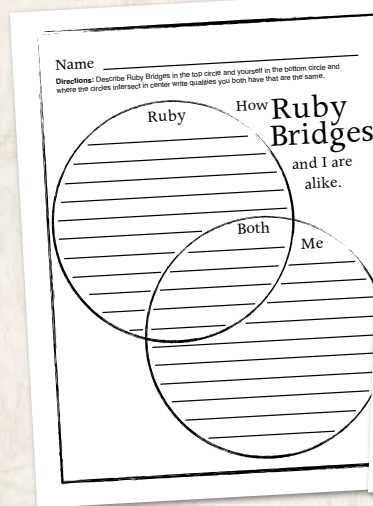 Name
Directions: Describe Ruby Bridges in the top circle and yourself in the bottom circle and
where the circles intersect in center write qualities you both have that are the same.
How Ruby
Bridges
and I are
alike.
Ruby
Both
Me